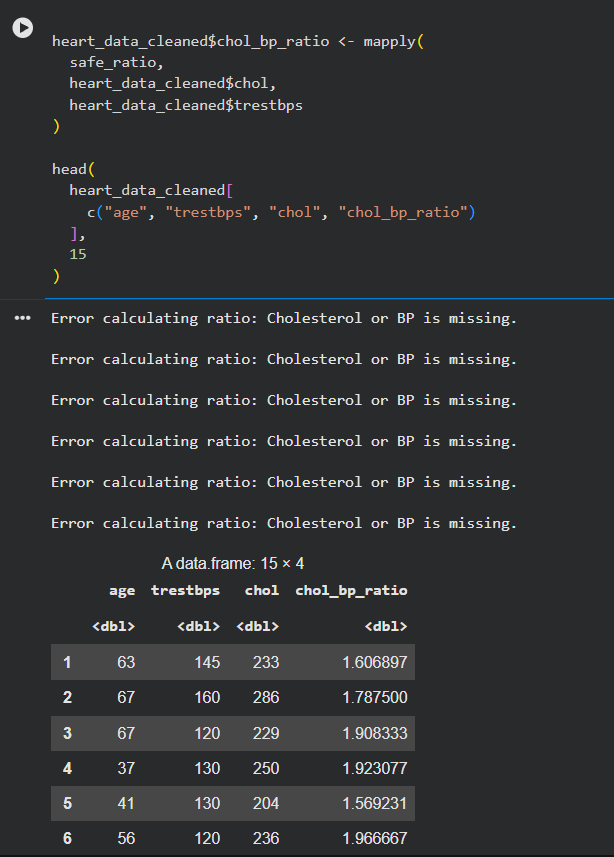 heart_data_cleaned$chol_bp_ratio <- mapply(
  safe_ratio,
  heart_data_cleaned$chol,
  heart_data_cleaned$trestbps
)
head(
  heart_data_cleaned[
    c("age", "trestbps", "chol", "chol_bp_ratio")
  ],
  15
)
Error calculating ratio: Cholesterol or BP is missing.
Error calculating ratio: Cholesterol or BP is missing.
Error calculating ratio: Cholesterol or BP is missing.
Error calculating ratio: Cholesterol or BP is missing.
Error calculating ratio: Cholesterol or BP is missing.
Error calculating ratio: Cholesterol or BP is missing.
A data.frame: 15 × 4
age trestbps chol chol_bp_ratio
<dbl> <dbl> <dbl> <dbl>
1 63 145 233 1.606897
2 67 160 286 1.787500
3 67 120 229 1.908333
4 37 130 250 1.923077
5 41 130 204 1.569231
6 56 120 236 1.966667